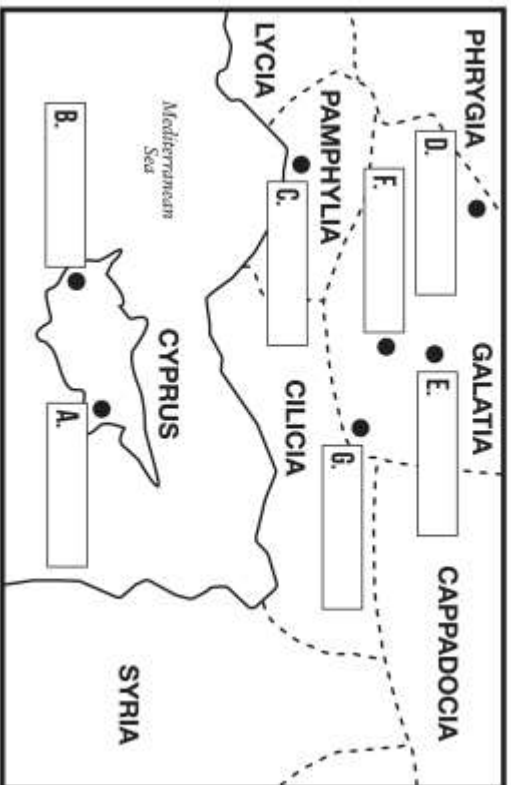 PHRYGIA
D.
F.
GALATIA
E.
CAPPADOCIA
LYCIA
PAMPHYLIA
C.
CILICIA
G.
Mediterranean
Sea
CYPRUS
SYRIA
B.
A.